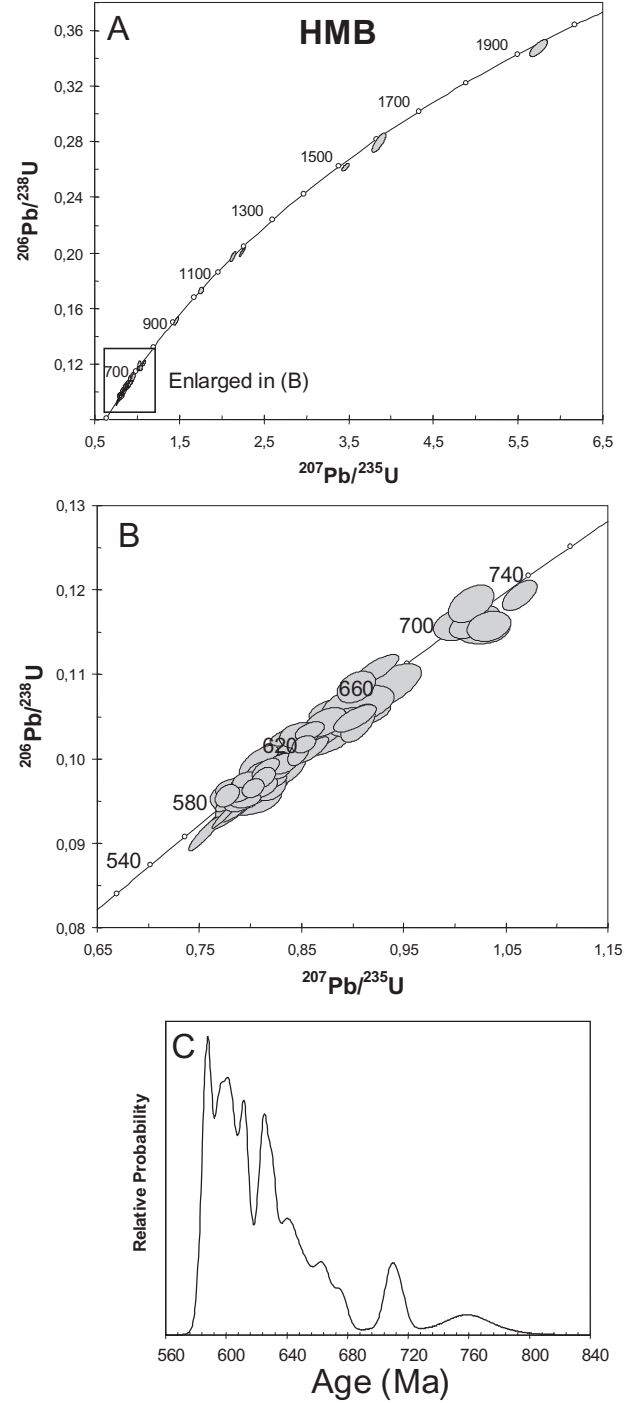 A
HMB
0,36
0,32
0,28
0,24
0,20
0,16
0,12
206Pb/238U
1900
1700
1500
1300
1100
900
700
Enlarged in (B)
0,5 1,5 2,5 3,5 4,5 5,5 6,5
207Pb/235U
B
0,13
0,12
0,11
0,10
0,09
0,08
206Pb/238U
740
700
660
620
580
540
0,65 0,75 0,85 0,95 1,05 1,15
207Pb/235U
C
Relative Probability
560 600 640 680 720 760 800 840
Age (Ma)